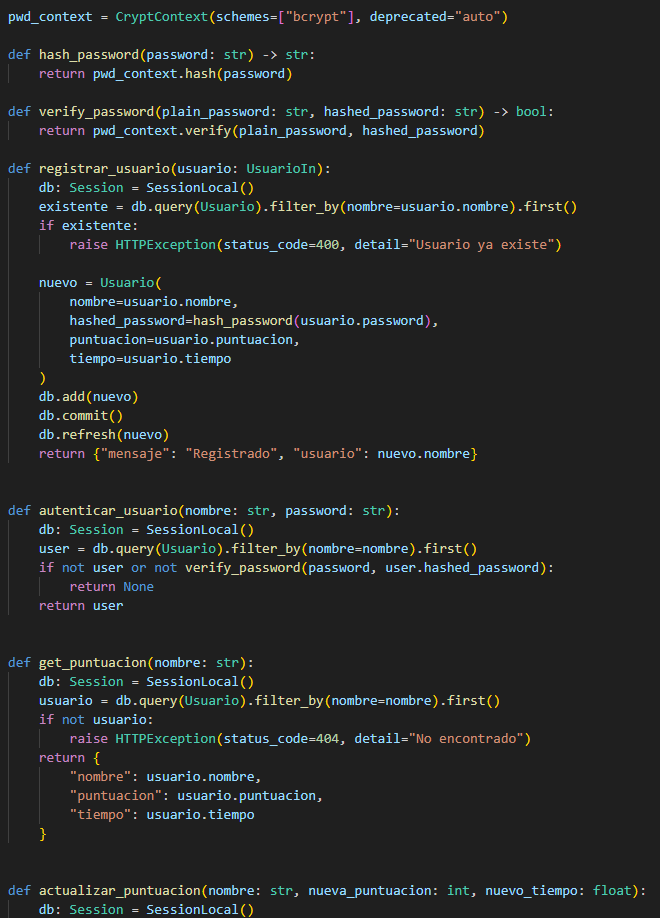 pwd_context = CryptContext(schemes=["bcrypt"], deprecated="auto")

def hash_password(password: str) -> str:
    return pwd_context.hash(password)

def verify_password(plain_password: str, hashed_password: str) -> bool:
    return pwd_context.verify(plain_password, hashed_password)

def registrar_usuario(usuario: UsuarioIn):
    db: Session = SessionLocal()
    existente = db.query(Usuario).filter_by(nombre=usuario.nombre).first()
    if existente:
        raise HTTPException(status_code=400, detail="Usuario ya existe")

    nuevo = Usuario(
        nombre=usuario.nombre,
        hashed_password=hash_password(usuario.password),
        puntuacion=usuario.puntuacion,
        tiempo=usuario.tiempo
    )
    db.add(nuevo)
    db.commit()
    db.refresh(nuevo)
    return {"mensaje": "Registrado", "usuario": nuevo.nombre}


def autenticar_usuario(nombre: str, password: str):
    db: Session = SessionLocal()
    user = db.query(Usuario).filter_by(nombre=nombre).first()
    if not user or not verify_password(password, user.hashed_password):
        return None
    return user


def get_puntuacion(nombre: str):
    db: Session = SessionLocal()
    usuario = db.query(Usuario).filter_by(nombre=nombre).first()
    if not usuario:
        raise HTTPException(status_code=404, detail="No encontrado")
    return {
        "nombre": usuario.nombre,
        "puntuacion": usuario.puntuacion,
        "tiempo": usuario.tiempo
    }


def actualizar_puntuacion(nombre: str, nueva_puntuacion: int, nuevo_tiempo: float):
    db: Session = SessionLocal()